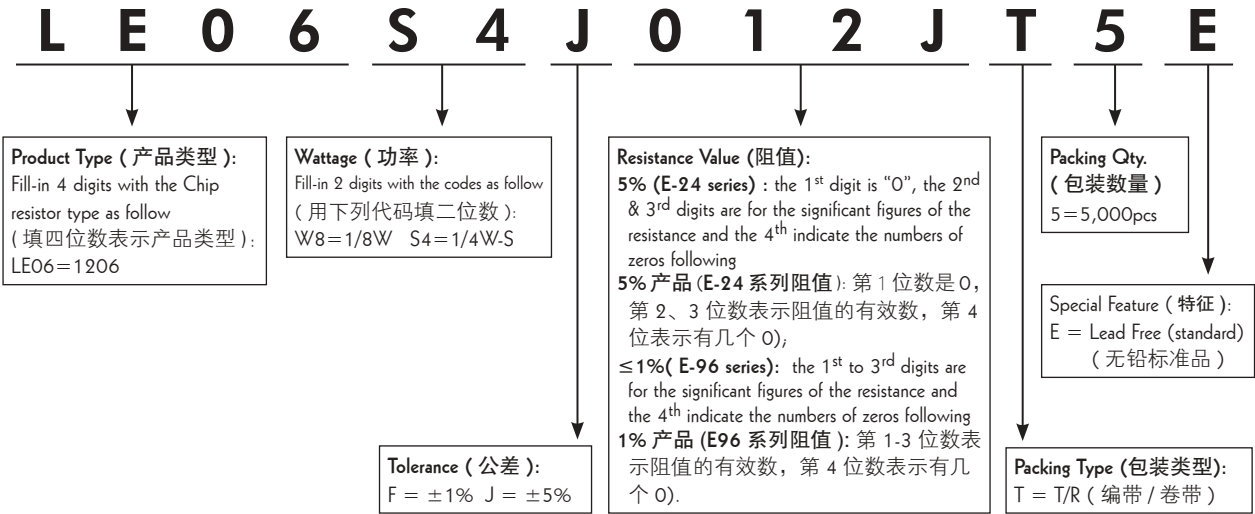 L E 0 6 S 4 J 0 1 2 J T 5 E
Product Type ( 产品类型 ):
Fill-in 4 digits with the Chip
resistor type as follow
( 填四位数表示产品类型 ):
LE06=1206
Wattage ( 功率 ):
Fill-in 2 digits with the codes as follow
( 用下列代码填二位数 ):
W8=1/8W S4=1/4W-S
Tolerance ( 公差 ):
F = ±1% J = ±5%
Resistance Value (阻值):
5% (E-24 series) : the 1st digit is “0”, the 2nd
& 3rd digits are for the significant figures of the
resistance and the 4th indicate the numbers of
zeros following
5% 产品 (E-24 系列阻值): 第 1 位数是 0,
第 2、3 位数表示阻值的有效数，第 4
位表示有几个 0);
≤1%( E-96 series): the 1st to 3rd digits are
for the significant figures of the resistance and
the 4th indicate the numbers of zeros following
1% 产品 (E96 系列阻值 ): 第 1-3 位数表
示阻值的有效数，第 4 位数表示有几
个 0).
Packing Qty.
( 包装数量 )
5=5,000pcs
Special Feature ( 特征 ):
E = Lead Free (standard)
( 无铅标准品 )
Packing Type (包装类型):
T = T/R ( 编带 / 卷带 )